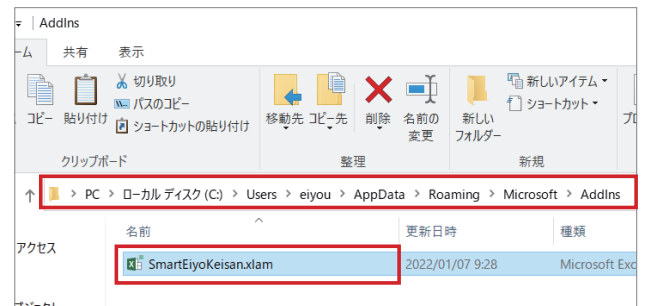 AddIns
ーム 共有 表示
コピー 貼り付け
切り取り
パスのコピー
ショートカットの貼り付け
移動先 コピー先 削除 名前の変更
新しいフォルダー
新しいアイテム
ショートカット
クリップボード 整理 新規
PC > ローカル ディスク (C:) > Users > eiyou > AppData > Roaming > Microsoft > AddIns
名前 更新日時 種類
アクセス
SmartEiyoKeisan.xlam 2022/01/07 9:28 Microsoft Exc